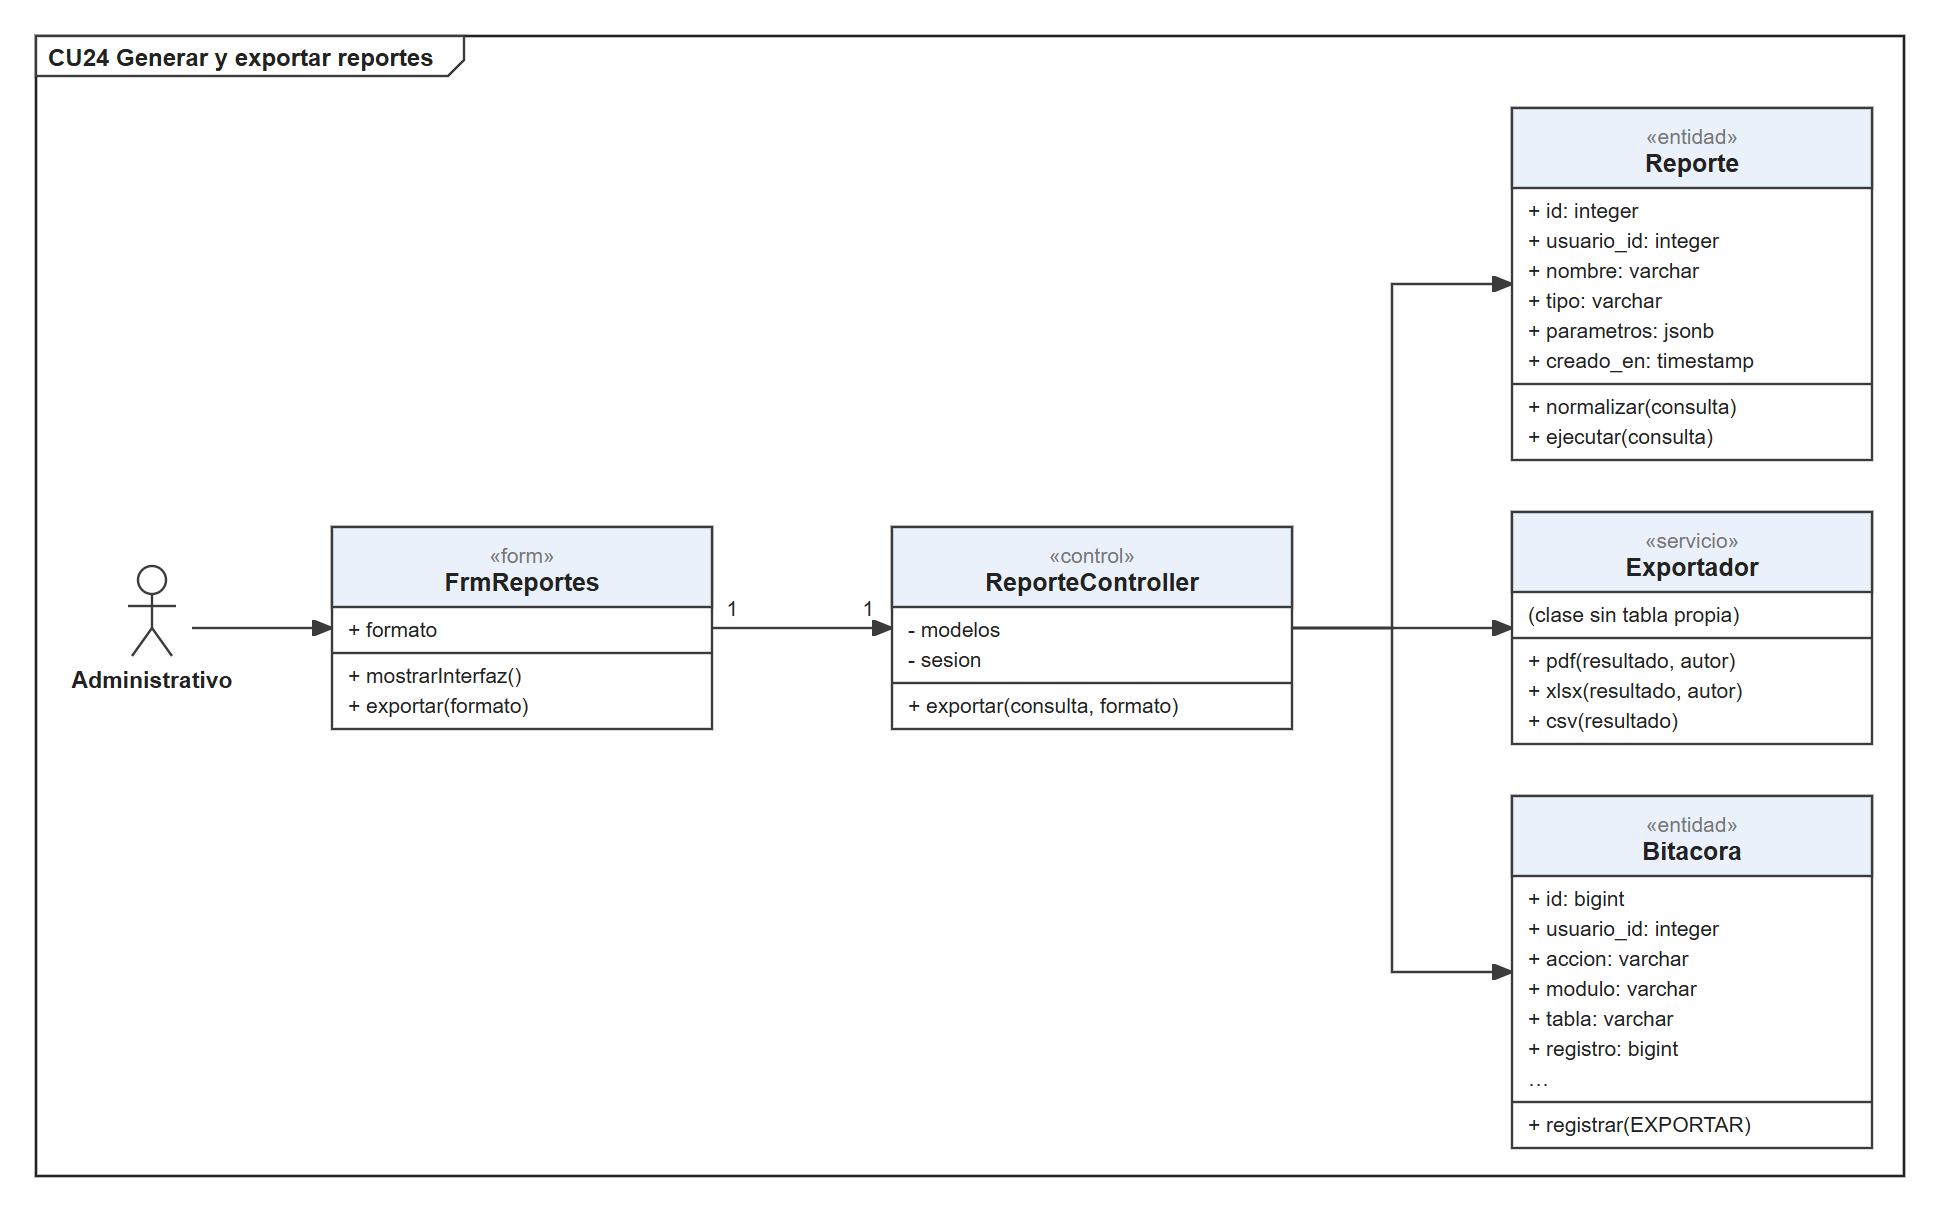 CU24 Generar y exportar reportes
Administrativo
«form»
FrmReportes
+ formato
+ mostrarInterfaz()
+ exportar(formato)
1
1
«control»
ReporteController
- modelos
- sesion
+ exportar(consulta, formato)
«entidad»
Reporte
+ id: integer
+ usuario_id: integer
+ nombre: varchar
+ tipo: varchar
+ parametros: jsonb
+ creado_en: timestamp
+ normalizar(consulta)
+ ejecutar(consulta)
«servicio»
Exportador
(clase sin tabla propia)
+ pdf(resultado, autor)
+ xlsx(resultado, autor)
+ csv(resultado)
«entidad»
Bitacora
+ id: bigint
+ usuario_id: integer
+ accion: varchar
+ modulo: varchar
+ tabla: varchar
+ registro: bigint
...
+ registrar(EXPORTAR)